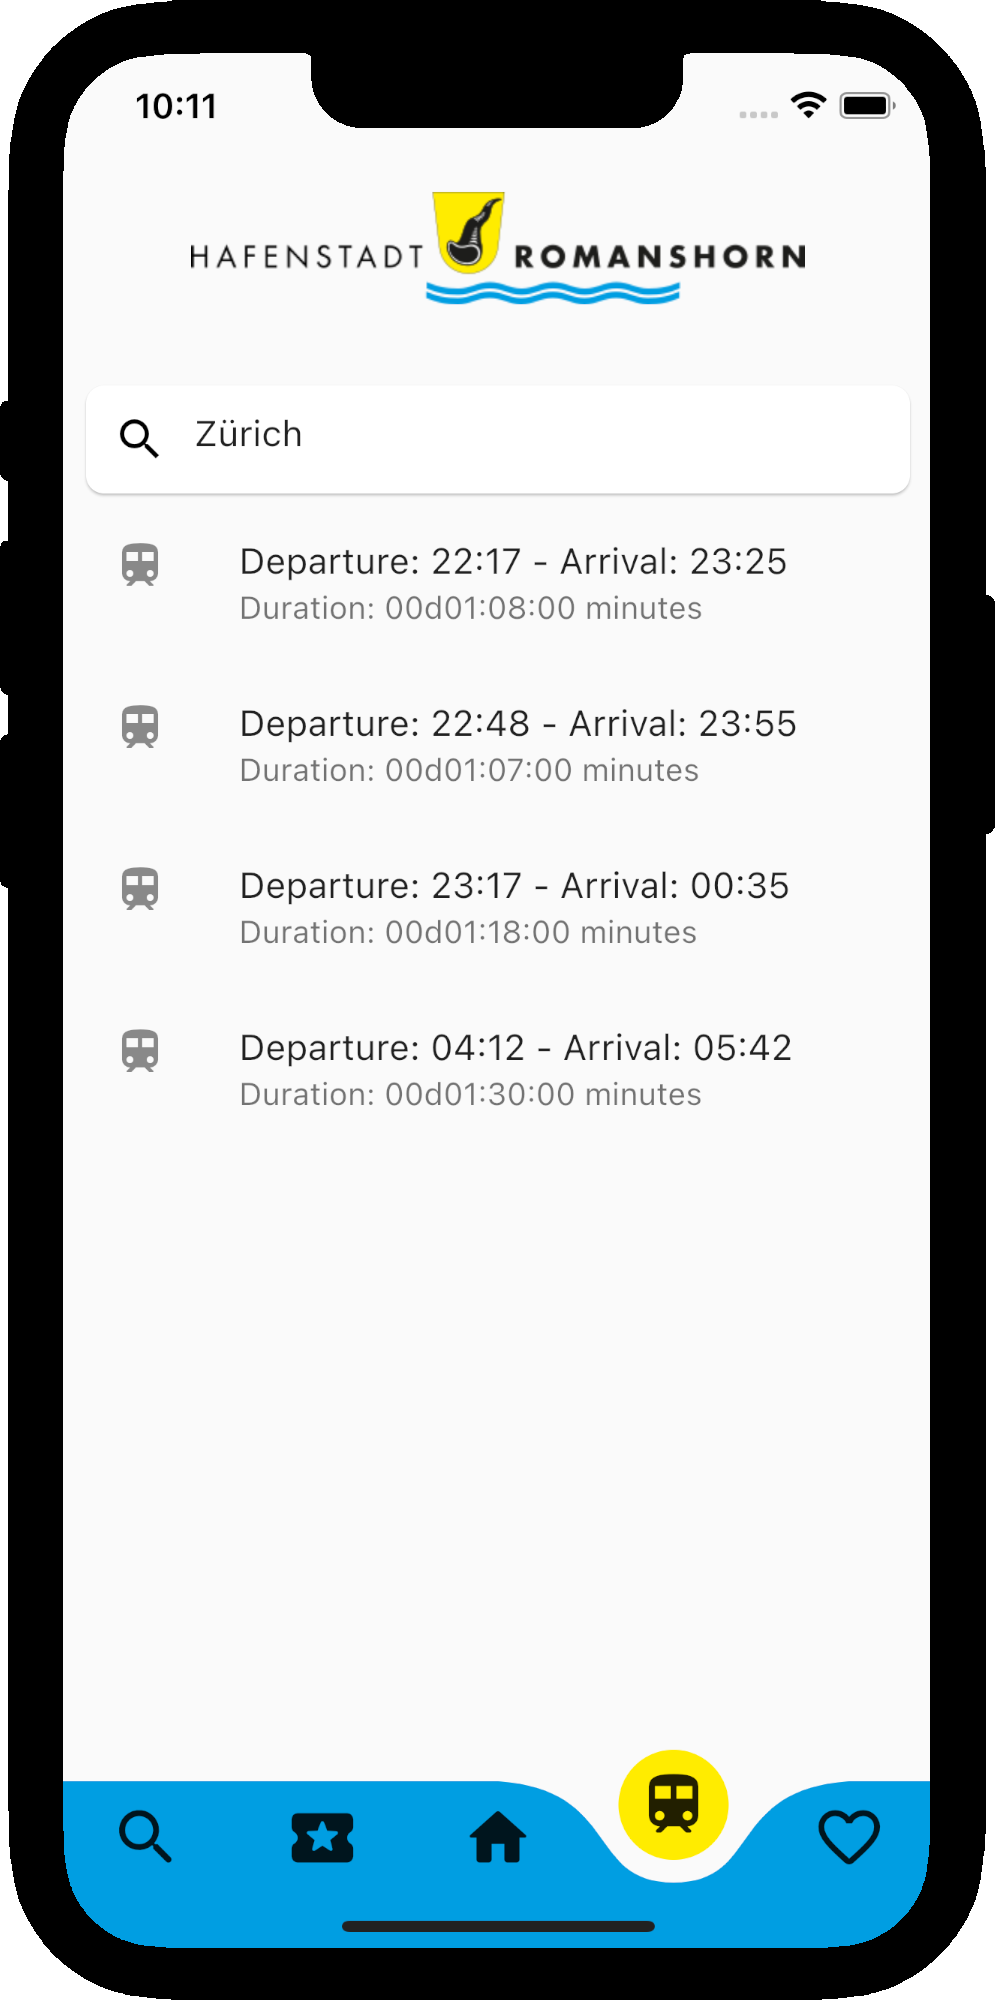 10:11
HAFENSTADT ROMANSHORN
Zürich
Departure: 22:17 - Arrival: 23:25
Duration: 00d01:08:00 minutes
Departure: 22:48 - Arrival: 23:55
Duration: 00d01:07:00 minutes
Departure: 23:17 - Arrival: 00:35
Duration: 00d01:18:00 minutes
Departure: 04:12 - Arrival: 05:42
Duration: 00d01:30:00 minutes